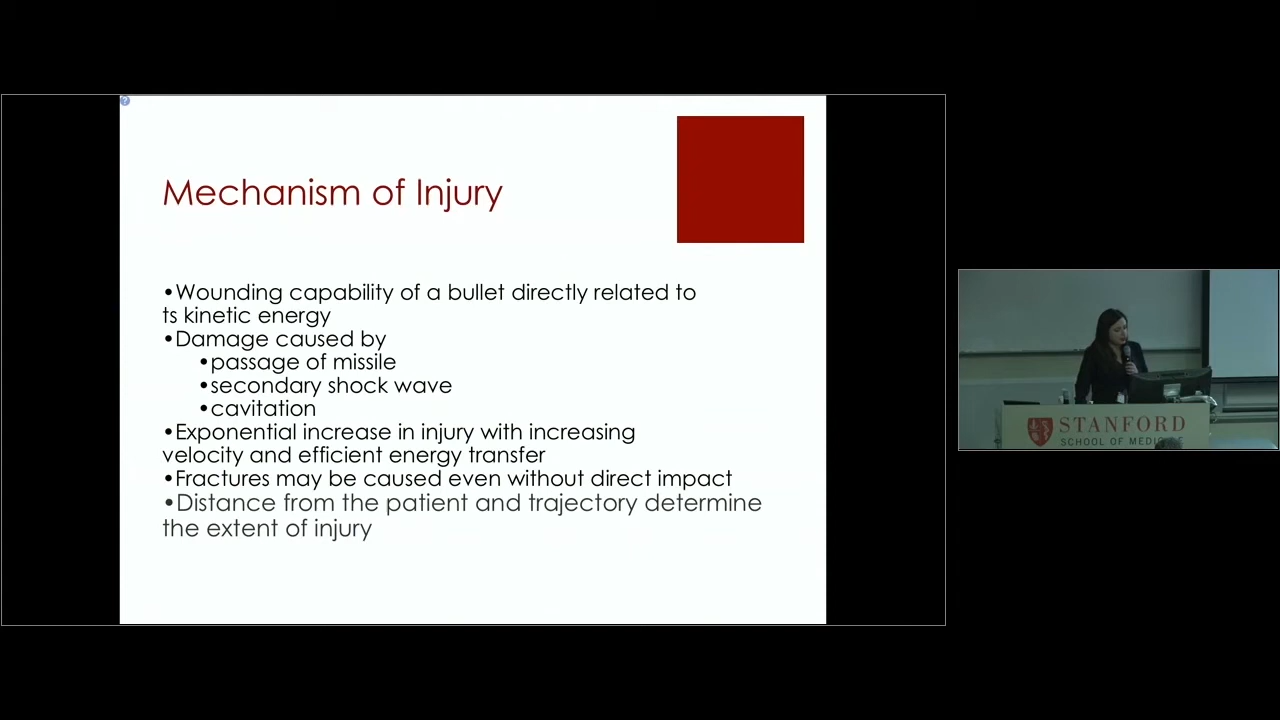 Mechanism of Injury
•Wounding capability of a bullet directly related to
ts kinetic energy
•Damage caused by
•passage of missile
•secondary shock wave
•cavitation
•Exponential increase in injury with increasing
velocity and efficient energy transfer
•Fractures may be caused even without direct impact
•Distance from the patient and trajectory determine
the extent of injury
STANFORD
SCHOOL OF MEDICINE